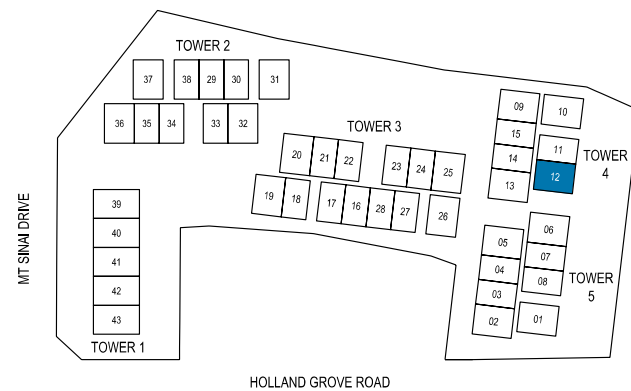 TOWER 2
37 38 29 30 31
36 35 34 33 32
TOWER 3
20 21 22 23 24 25
19 18 17 16 28 27 26
09 10
15 11
14 12
13
TOWER
4
MT SINAI DRIVE
39
40
41
42
43
TOWER 1
05 06
04 07
03 08
02 01
TOWER
5
HOLLAND GROVE ROAD